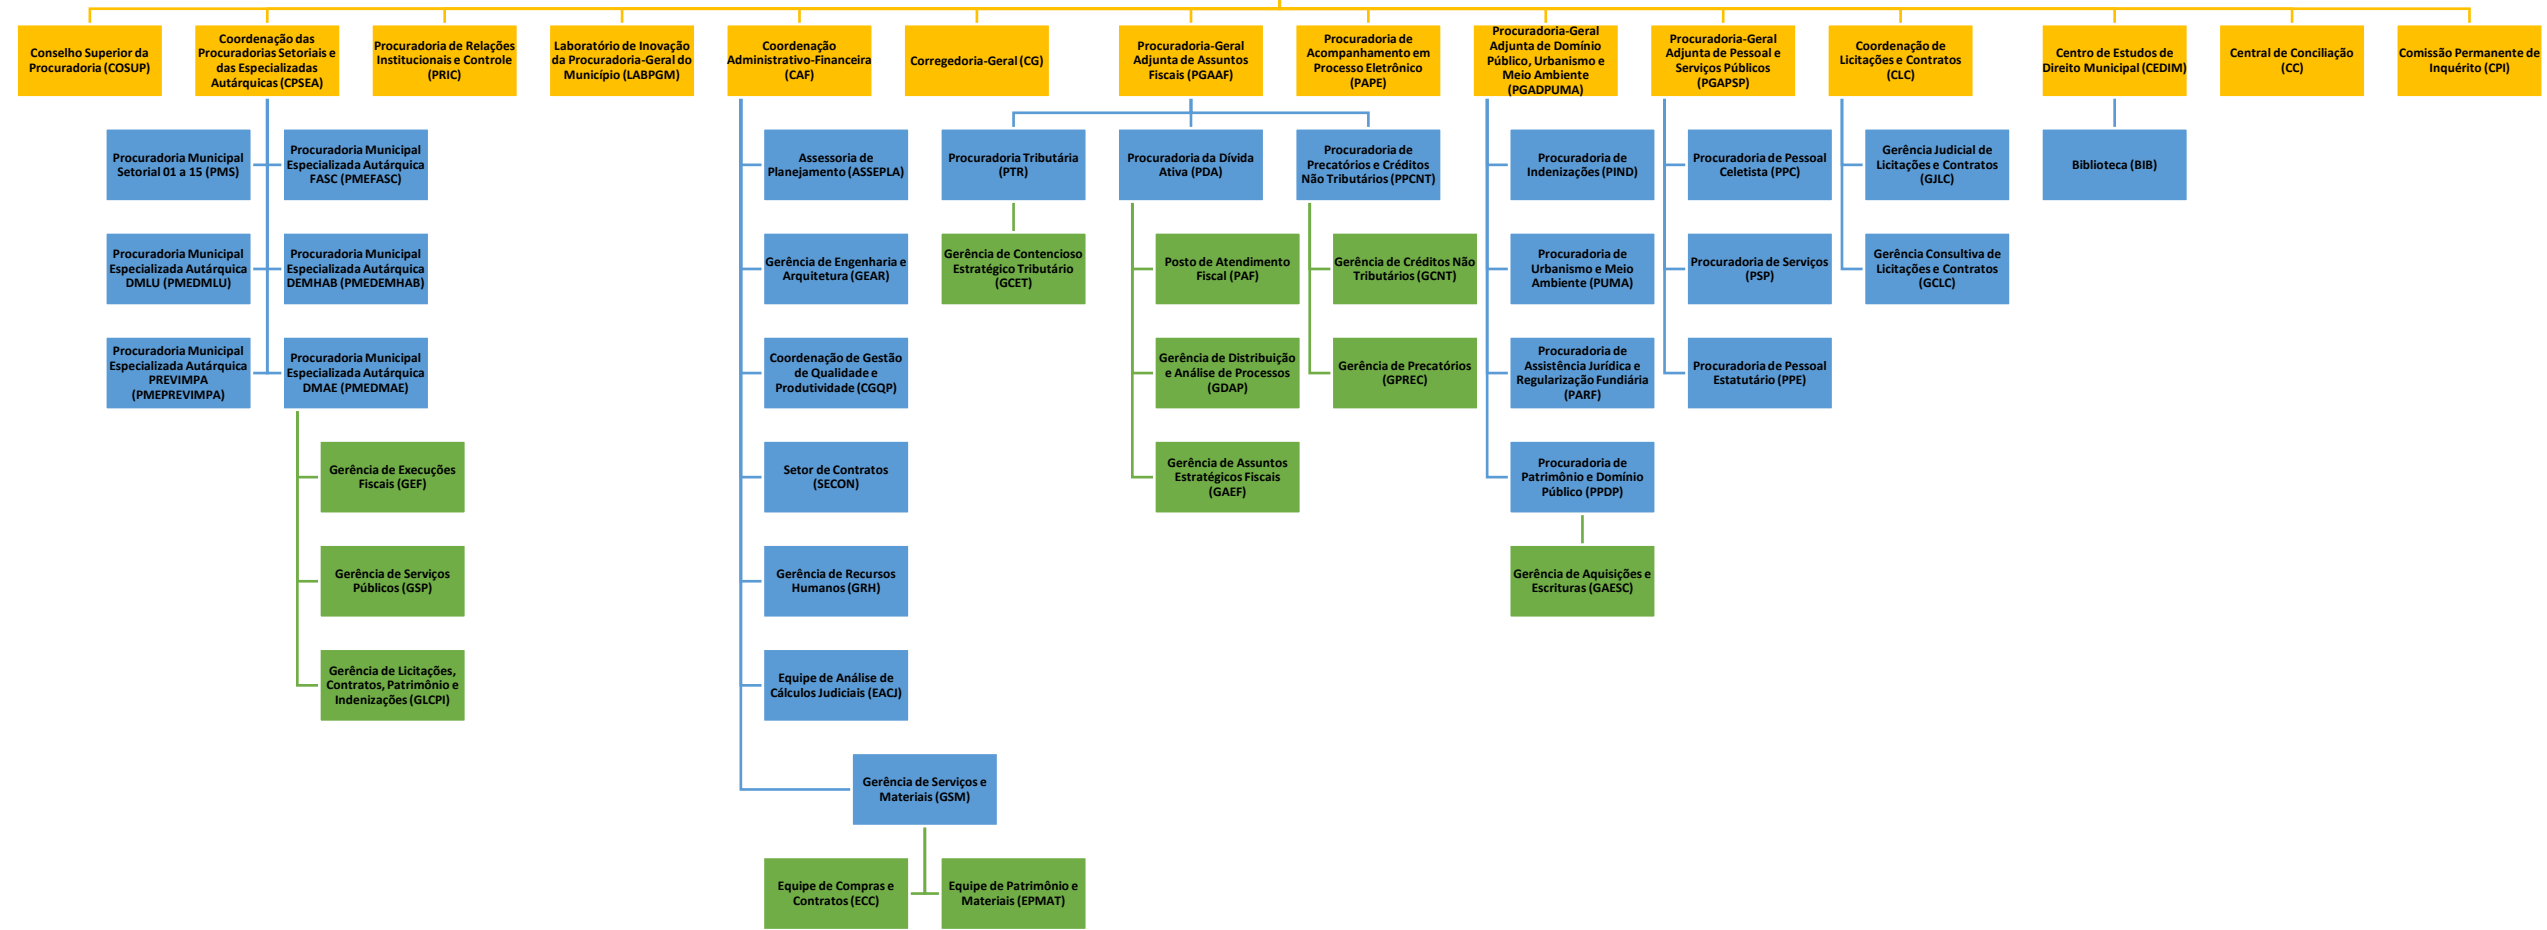 Conselho Superior da
Procuradoria (COSUP)
Coordenação das
Procuradorias Setoriais e
das Especializadas
Autárquicas (CPSEA)
Procuradoria de Relações
Institucionais e Controle
(PRIC)
Laboratório de Inovação
da Procuradoria-Geral do
Município (LABPGM)
Coordenação
Administrativo-Financeira
(CAF)
Corregedoria-Geral (CG)
Procuradoria-Geral
Adjunta de Assuntos
Fiscais (PGAAF)
Procuradoria de
Acompanhamento em
Processo Eletrônico
(PAPE)
Procuradoria-Geral
Adjunta de Domínio
Público, Urbanismo e
Meio Ambiente
(PGADPUMA)
Procuradoria-Geral
Adjunta de Pessoal e
Serviços Públicos
(PGAPSP)
Coordenação de
Licitações e Contratos
(CLC)
Centro de Estudos de
Direito Municipal (CEDIM)
Central de Conciliação
(CC)
Comissão Permanente de
Inquérito (CPI)
Procuradoria Municipal
Setorial 01 a 15 (PMS)
Procuradoria Municipal
Especializada Autárquica
FASC (PMEFASC)
Assessoria de
Planejamento (ASSEPLA)
Procuradoria Tributária
(PTR)
Procuradoria da Dívida
Ativa (PDA)
Procuradoria de
Precatórios e Créditos
Não Tributários (PPCNT)
Procuradoria de
Indenizações (PIND)
Procuradoria de Pessoal
Celetista (PPC)
Gerência Judicial de
Licitações e Contratos
(GJLC)
Biblioteca (BIB)
Procuradoria Municipal
Especializada Autárquica
DMLU (PMEDMLU)
Procuradoria Municipal
Especializada Autárquica
DEMHAB (PMEDEMHAB)
Gerência de Engenharia e
Arquitetura (GEAR)
Gerência de Contencioso
Estratégico Tributário
(GCET)
Posto de Atendimento
Fiscal (PAF)
Gerência de Créditos Não
Tributários (GCNT)
Procuradoria de
Urbanismo e Meio
Ambiente (PUMA)
Procuradoria de Serviços
(PSP)
Gerência Consultiva de
Licitações e Contratos
(GCLC)
Procuradoria Municipal
Especializada Autárquica
PREVIMPA
(PMEPREVIMPA)
Procuradoria Municipal
Especializada Autárquica
DMAE (PMEDMAE)
Coordenação de Gestão
de Qualidade e
Produtividade (CGQP)
Gerência de Distribuição
e Análise de Processos
(GDAP)
Gerência de Precatórios
(GPREC)
Procuradoria de
Assistência Jurídica e
Regularização Fundiária
(PARF)
Procuradoria de Pessoal
Estatutário (PPE)
Gerência de Execuções
Fiscais (GEF)
Setor de Contratos
(SECON)
Gerência de Assuntos
Estratégicos Fiscais
(GAEF)
Procuradoria de
Patrimônio e Domínio
Público (PPDP)
Gerência de Serviços
Públicos (GSP)
Gerência de Recursos
Humanos (GRH)
Gerência de Aquisições e
Escrituras (GAESC)
Gerência de Licitações,
Contratos, Patrimônio e
Indenizações (GLCPI)
Equipe de Análise de
Cálculos Judiciais (EACJ)
Gerência de Serviços e
Materiais (GSM)
Equipe de Compras e
Contratos (ECC)
Equipe de Patrimônio e
Materiais (EPMAT)